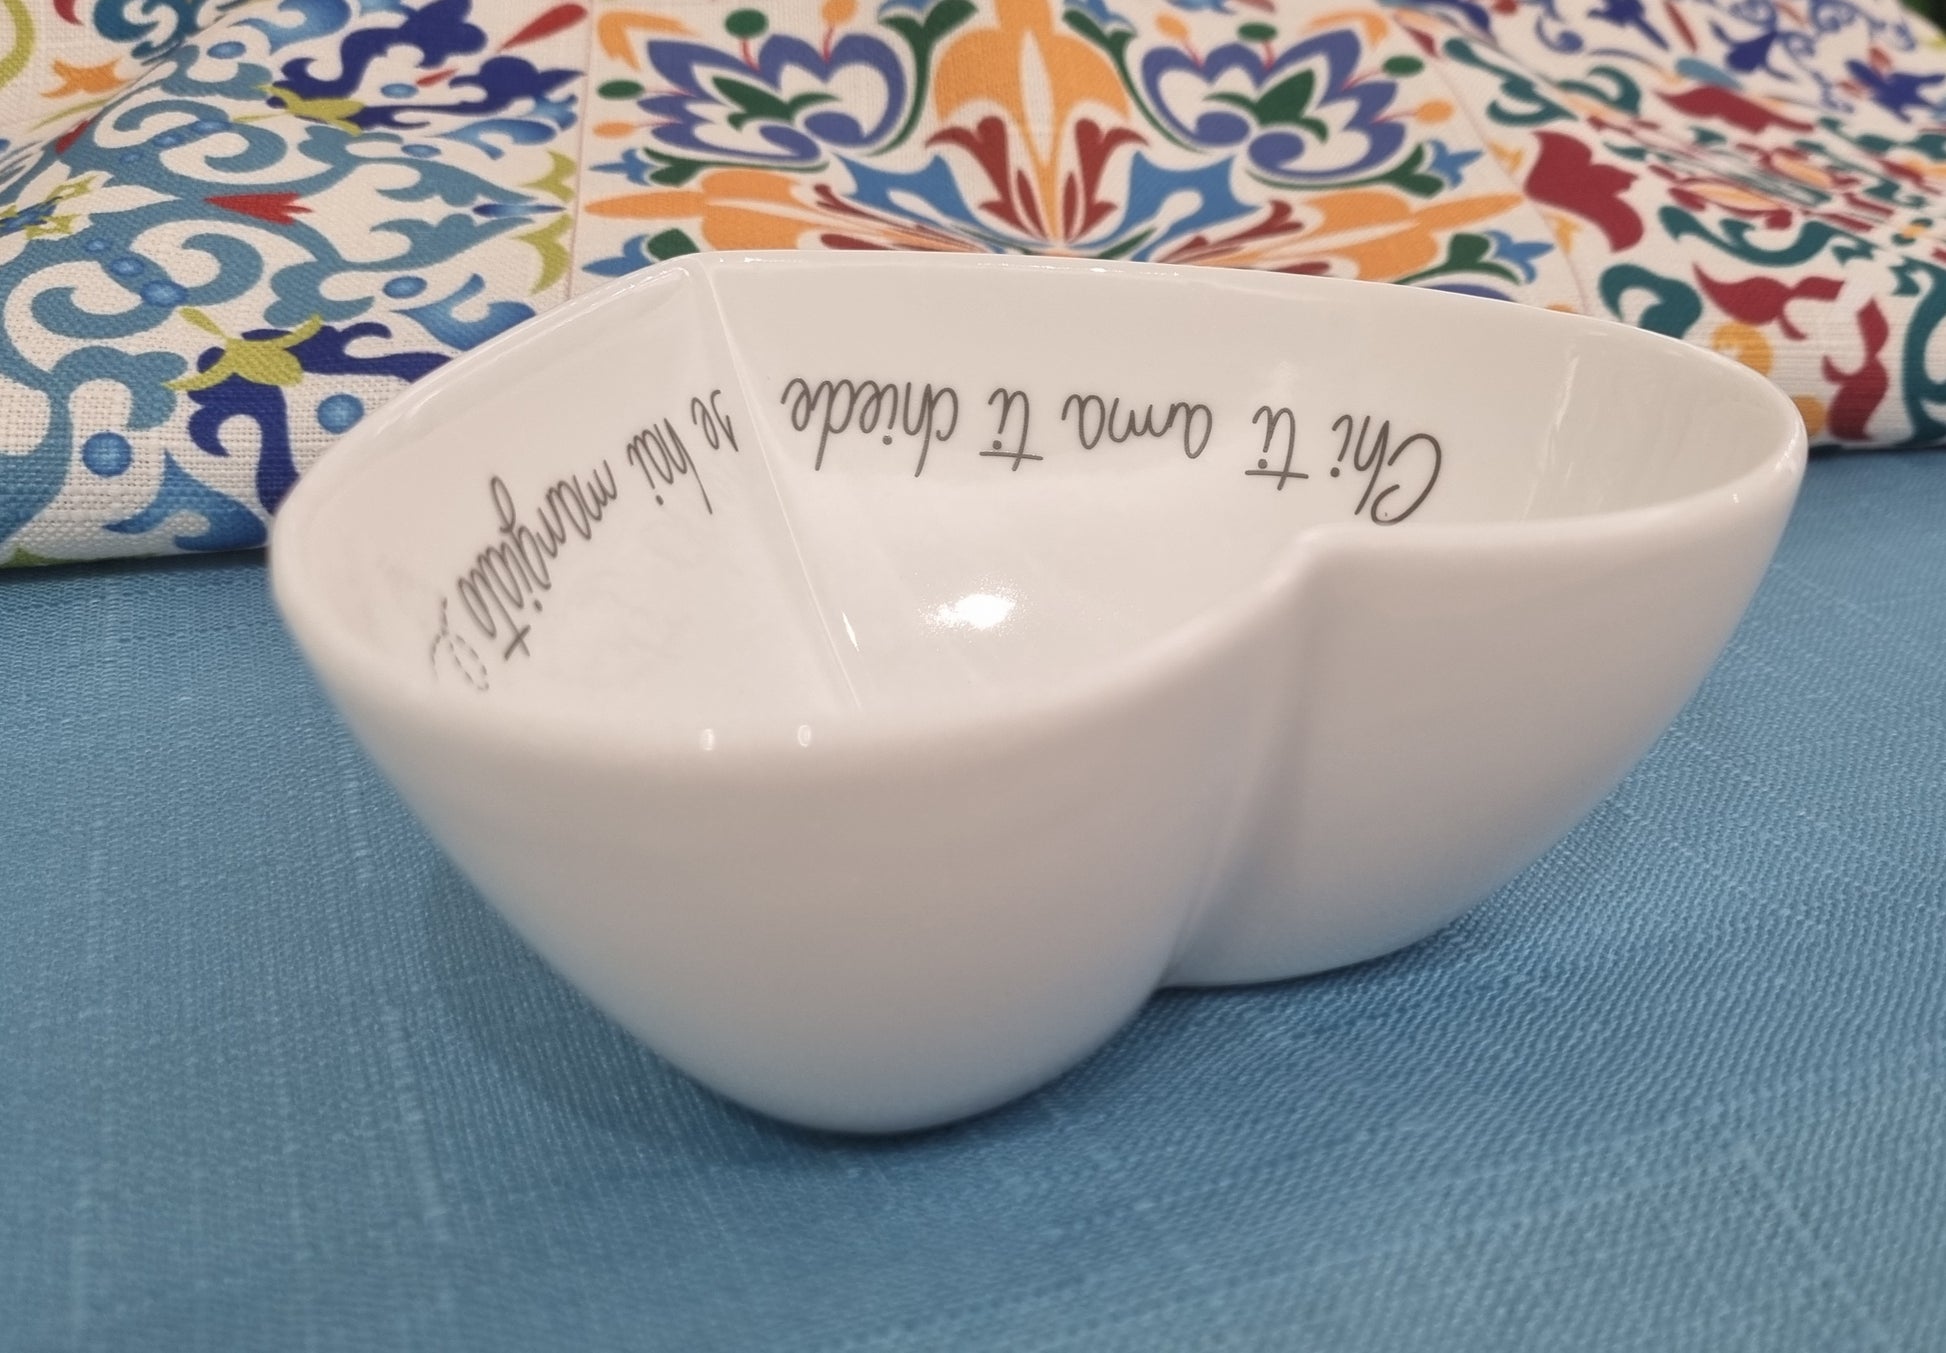 Chi ti ama ti chiede
se hai mangiato